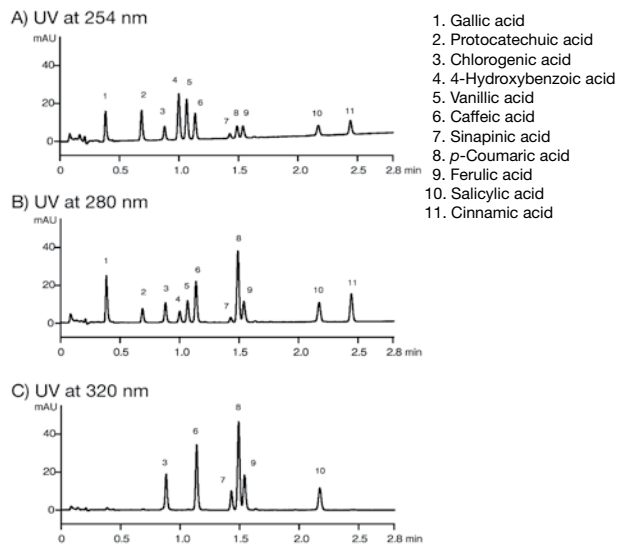 A) UV at 254 nm
mAU
40
20
0
1
2
3
4
5
6
7
8
9
10
11
0
0.5
1.0
1.5
2.0
2.5
2.8 min
1. Gallic acid
2. Protocatechuic acid
3. Chlorogenic acid
4. 4-Hydroxybenzoic acid
5. Vanillic acid
6. Caffeic acid
7. Sinapinic acid
8. p-Coumaric acid
9. Ferulic acid
10. Salicylic acid
11. Cinnamic acid
B) UV at 280 nm
mAU
40
20
0
1
2
3
4
5
6
7
8
9
10
11
0
0.5
1.0
1.5
2.0
2.8 min
C) UV at 320 nm
mAU
40
20
0
3
6
7
8
9
10
0
0.5
1.0
1.5
2.0
2.8 min